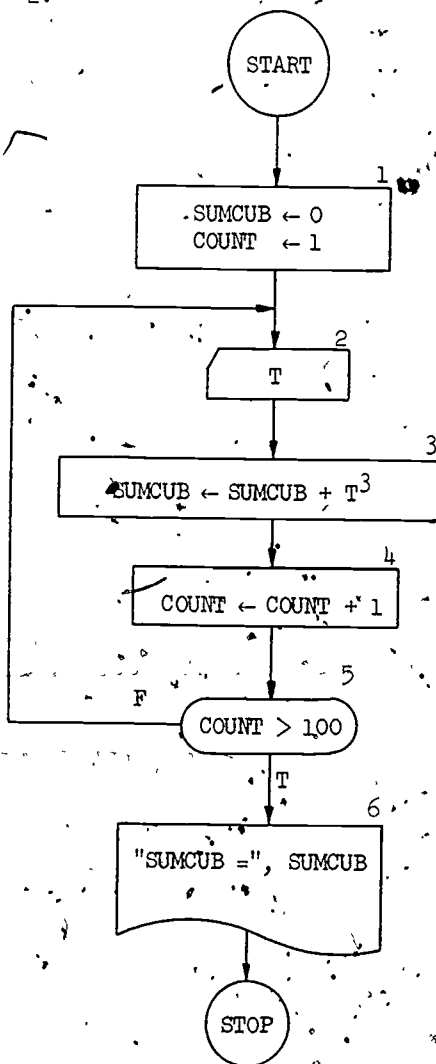 2.
START
1
SUMCUB ← 0
COUNT ← 1
2
T
3
SUMCUB ← SUMCUB + T³
4
COUNT ← COUNT + 1
5
F
COUNT > 100
T
6
"SUMCUB =", SUMCUB
STOP